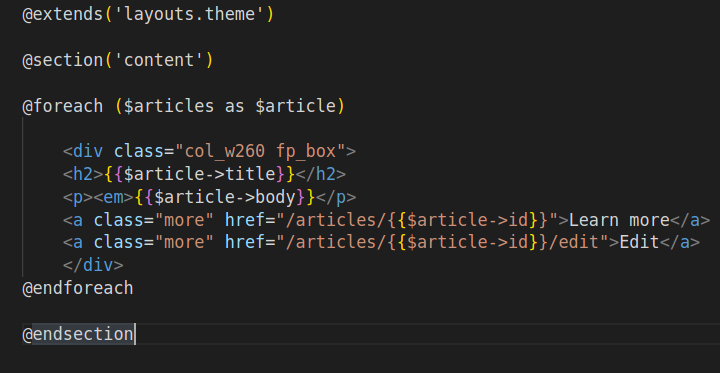 @extends('layouts.theme')
@section('content')
@foreach ($articles as $article)
<div class="col_w260 fp_box">
<h2>{{$article->title}}</h2>
<p><em>{{$article->body}}</p>
<a class="more" href="/articles/{{$article->id}}">Learn more</a>
<a class="more" href="/articles/{{$article->id}}/edit">Edit</a>
</div>
@endforeach
@endsection